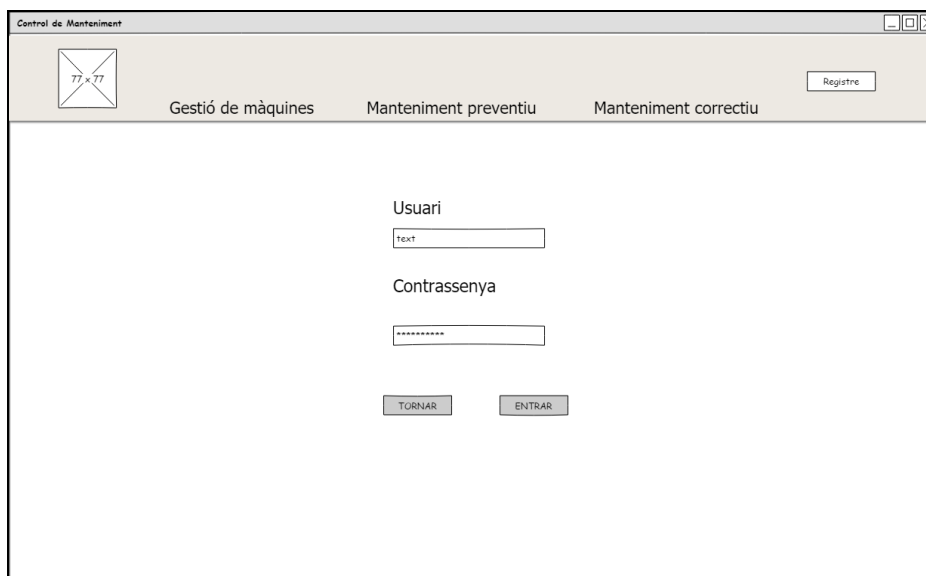 Control de Manteniment
77 x 77
Registre
Gestió de màquines Manteniment preventiu Manteniment correctiu
Usuari
text
Contrassenya
**********
TORNAR ENTRAR